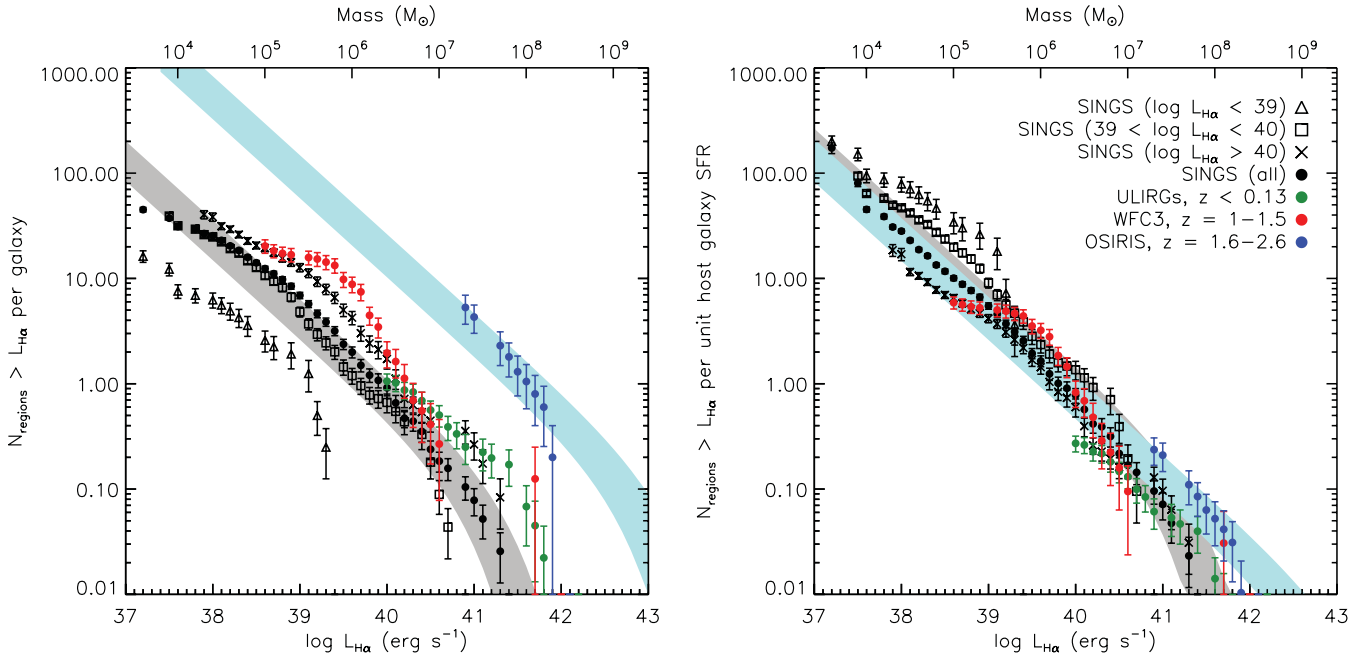 Mass (M☉)
10⁴ 10⁵ 10⁶ 10⁷ 10⁸ 10⁹
N_regions > L_Hα per galaxy
1000.00
100.00
10.00
1.00
0.10
0.01
37 38 39 40 41 42 43
log L_Hα (erg s⁻¹)
Mass (M☉)
10⁴ 10⁵ 10⁶ 10⁷ 10⁸ 10⁹
N_regions > L_Hα per unit host galaxy SFR
1000.00
100.00
10.00
1.00
0.10
0.01
SINGS (log L_Hα < 39)
SINGS (39 < log L_Hα < 40)
SINGS (log L_Hα > 40)
SINGS (all)
ULIRGs, z < 0.13
WFC3, z = 1−1.5
OSIRIS, z = 1.6−2.6
37 38 39 40 41 42 43
log L_Hα (erg s⁻¹)